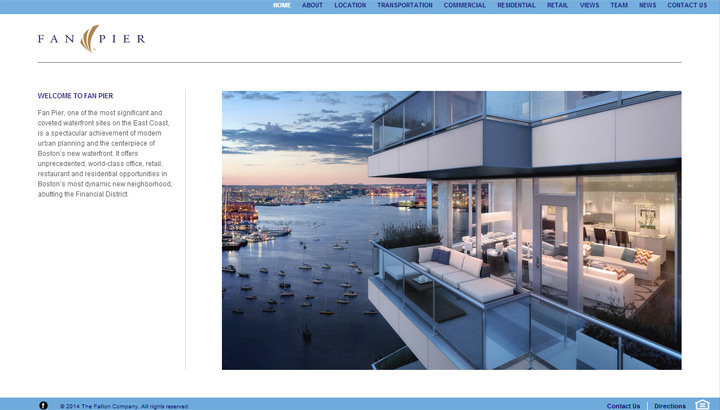 HOME ABOUT LOCATION TRANSPORTATION COMMERCIAL RESIDENTIAL RETAIL VIEWS TEAM NEWS CONTACT US
FAN PIER
WELCOME TO FAN PIER
Fan Pier, one of the most significant and
coveted waterfront sites on the East Coast,
is a spectacular achievement of modern
urban planning and the centerpiece of
Boston's new waterfront. It offers
unprecedented, world-class office, retail,
restaurant and residential opportunities in
Boston's most dynamic new neighborhood,
abutting the Financial District.
f © 2014 The Fallon Company. All rights reserved. Contact Us | Directions